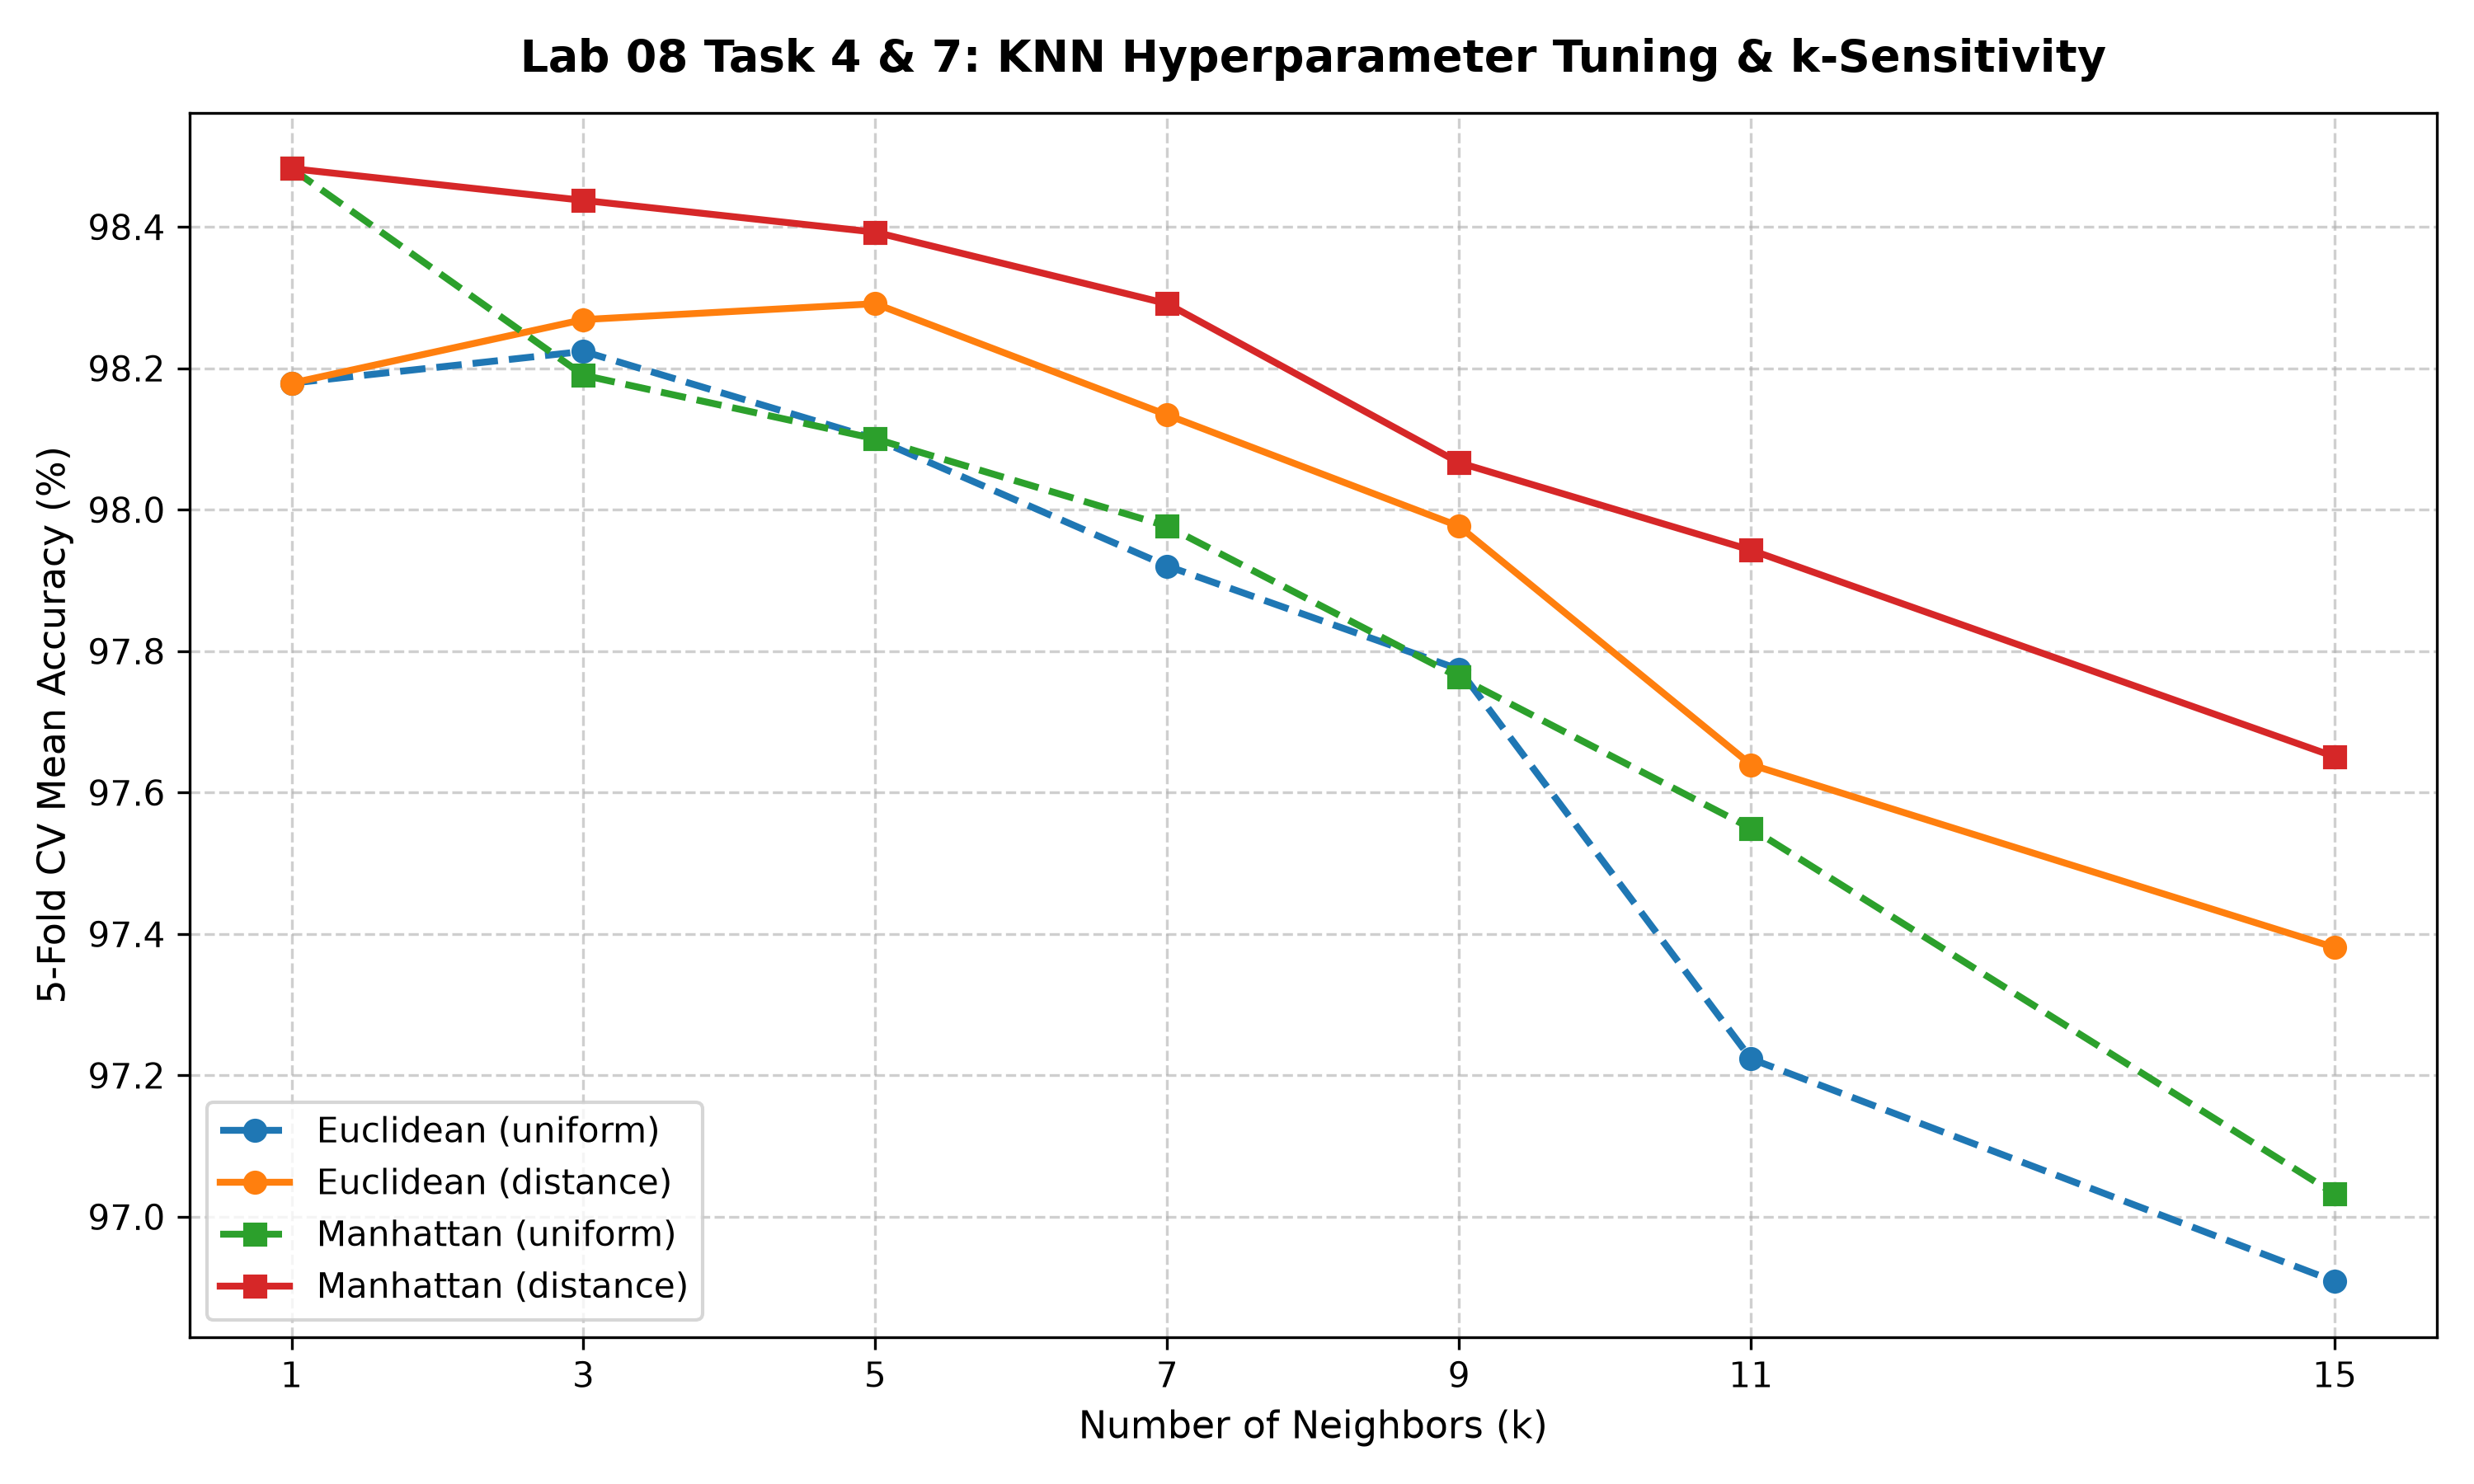 Lab 08 Task 4 & 7: KNN Hyperparameter Tuning & k-Sensitivity
5-Fold CV Mean Accuracy (%)
98.4
98.2
98.0
97.8
97.6
97.4
97.2
97.0
Euclidean (uniform)
Euclidean (distance)
Manhattan (uniform)
Manhattan (distance)
1 3 5 7 9 11 15
Number of Neighbors (k)